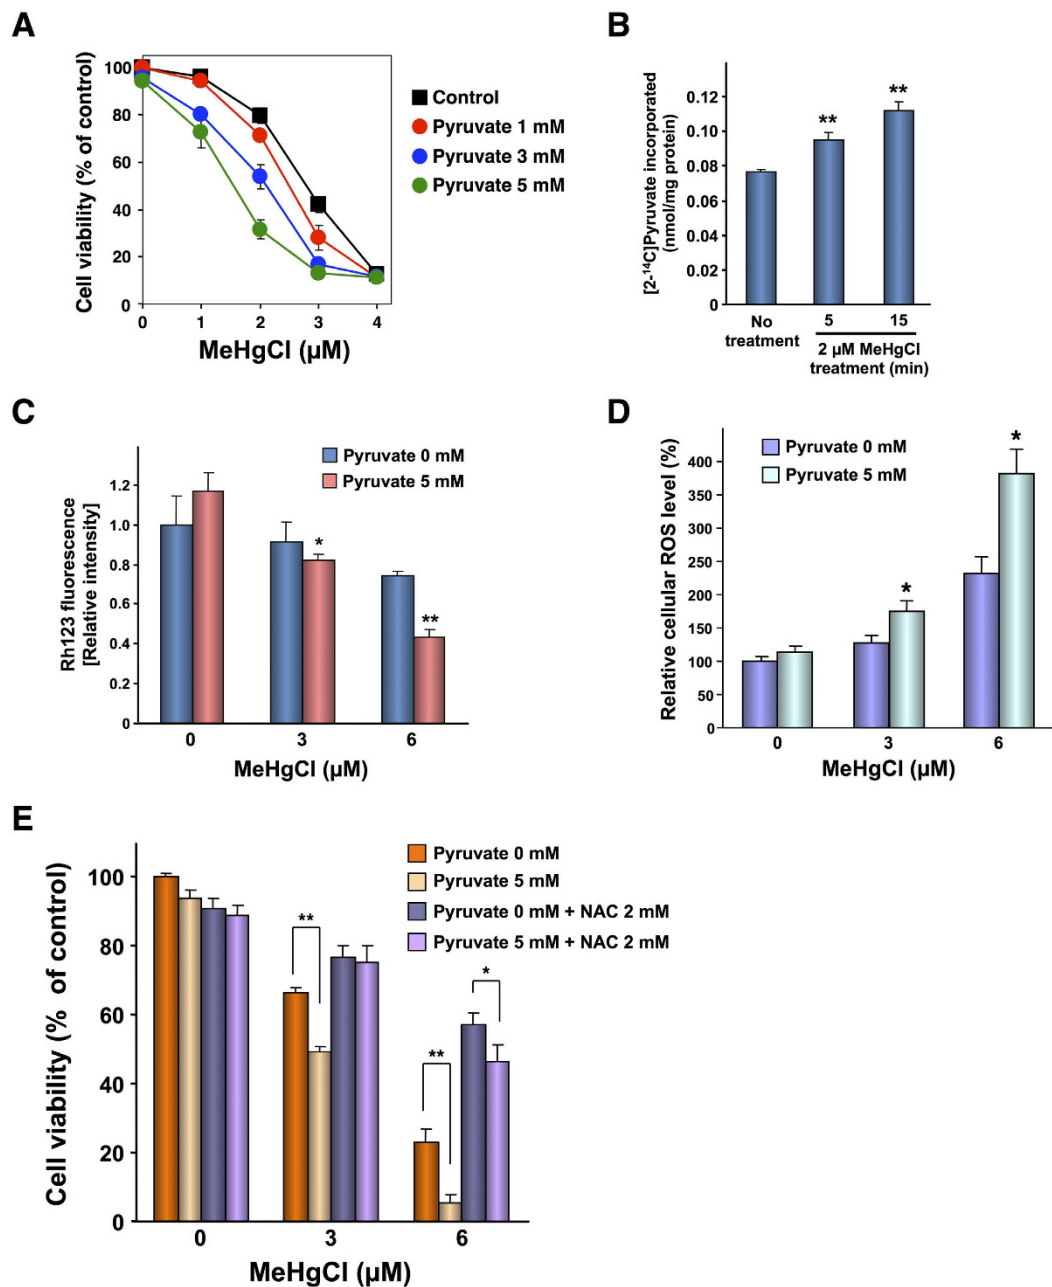 A
Cell viability (% of control)
100
80
60
40
20
0
0 1 2 3 4
MeHgCl (µM)
Control
Pyruvate 1 mM
Pyruvate 3 mM
Pyruvate 5 mM
B
[2-¹⁴C]Pyruvate incorporated
(nmol/mg protein)
0.12
0.10
0.08
0.06
0.04
0.02
0
**
**
No
treatment
5 15
2 µM MeHgCl
treatment (min)
C
Rh123 fluorescence
[Relative intensity]
1.2
1.0
0.8
0.6
0.4
0.2
0
Pyruvate 0 mM
Pyruvate 5 mM
*
**
0 3 6
MeHgCl (µM)
D
Relative cellular ROS level (%)
400
350
300
250
200
150
100
50
0
Pyruvate 0 mM
Pyruvate 5 mM
*
*
0 3 6
MeHgCl (µM)
E
Cell viability (% of control)
100
80
60
40
20
0
Pyruvate 0 mM
Pyruvate 5 mM
Pyruvate 0 mM + NAC 2 mM
Pyruvate 5 mM + NAC 2 mM
**
**
*
0 3 6
MeHgCl (µM)